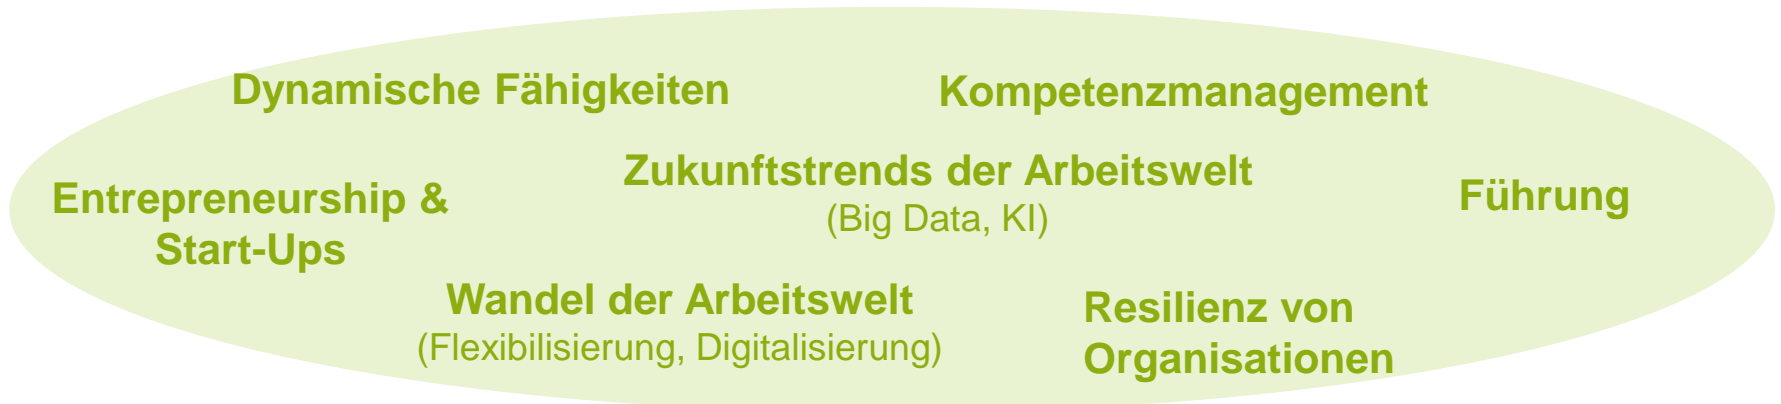 Dynamische Fähigkeiten
Kompetenzmanagement
Zukunftstrends der Arbeitswelt
(Big Data, KI)
Entrepreneurship &
Start-Ups
Führung
Wandel der Arbeitswelt
(Flexibilisierung, Digitalisierung)
Resilienz von
Organisationen